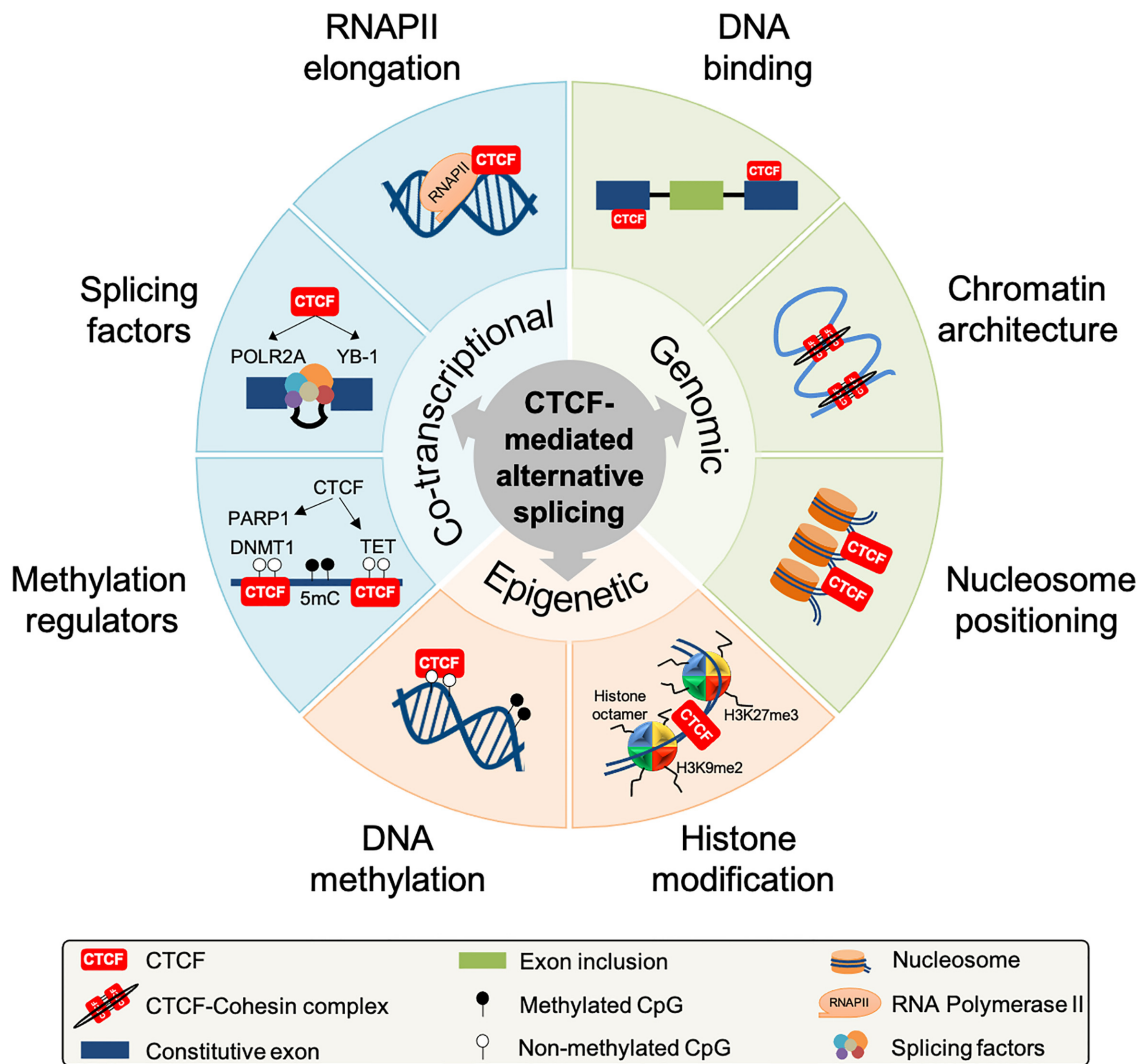 RNAPII
elongation
DNA
binding
CTCF
RNAPII
CTCF
CTCF
Splicing
factors
CTCF
POLR2A YB-1
Chromatin
architecture
Co-transcriptional
Genomic
Epigenetic
CTCF-
mediated
alternative
splicing
Methylation
regulators
CTCF
PARP1
DNMT1 TET
CTCF 5mC CTCF
CTCF
CTCF
Nucleosome
positioning
CTCF
Histone
octamer
CTCF
H3K27me3
H3K9me2
DNA
methylation
Histone
modification
CTCF CTCF
Exon inclusion
Nucleosome
CTCF-Cohesin complex
Methylated CpG
RNAPII RNA Polymerase II
Constitutive exon
Non-methylated CpG
Splicing factors